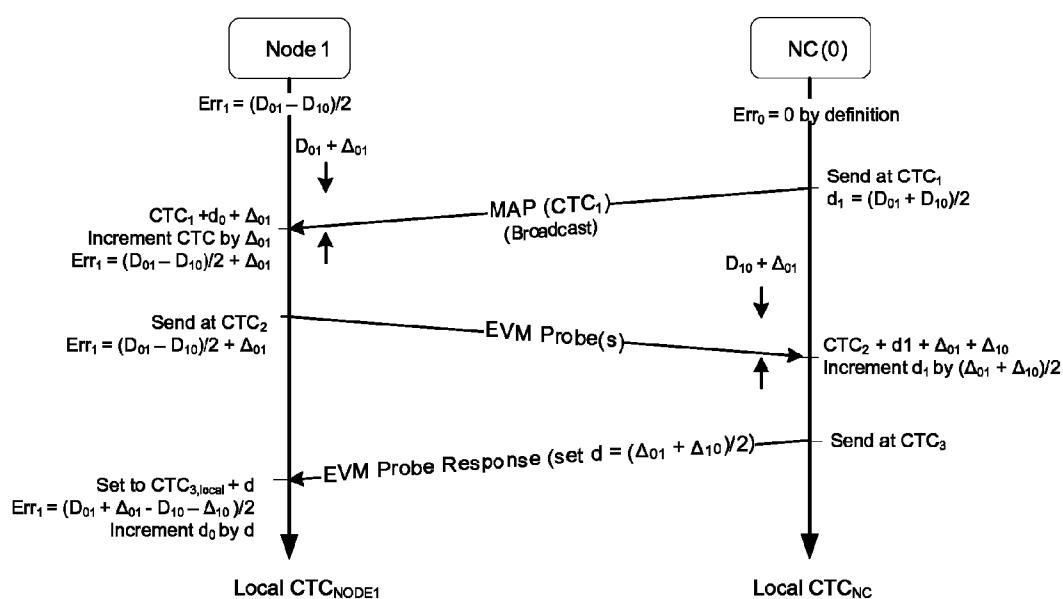 Node 1
NC(0)
Err₁ = (D₀₁ – D₁₀)/2
Err₀ = 0 by definition
D₀₁ + Δ₀₁
Send at CTC₁
d₁ = (D₀₁ + D₁₀)/2
MAP (CTC₁)
(Broadcast)
CTC₁ +d₀ + Δ₀₁
Increment CTC by Δ₀₁
Err₁ = (D₀₁ – D₁₀)/2 + Δ₀₁
D₁₀ + Δ₀₁
Send at CTC₂
Err₁ = (D₀₁ – D₁₀)/2 + Δ₀₁
EVM Probe(s)
CTC₂ + d1 + Δ₀₁ + Δ₁₀
Increment d₁ by (Δ₀₁ + Δ₁₀)/2
Send at CTC₃
EVM Probe Response (set d = (Δ₀₁ + Δ₁₀)/2)
Set to CTC₃,local + d
Err₁ = (D₀₁ + Δ₀₁ - D₁₀ – Δ₁₀ )/2
Increment d₀ by d
Local CTC_NODE1
Local CTC_NC